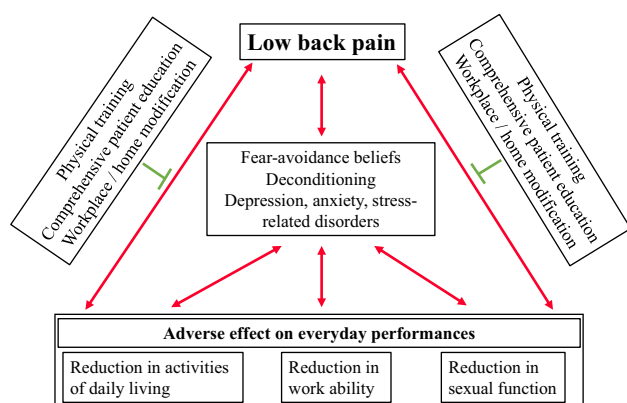 Low back pain
Physical training
Comprehensive patient education
Workplace / home modification
Physical training
Comprehensive patient education
Workplace / home modification
Fear-avoidance beliefs
Deconditioning
Depression, anxiety, stress-
related disorders
Adverse effect on everyday performances
Reduction in activities
of daily living
Reduction in
work ability
Reduction in
sexual function